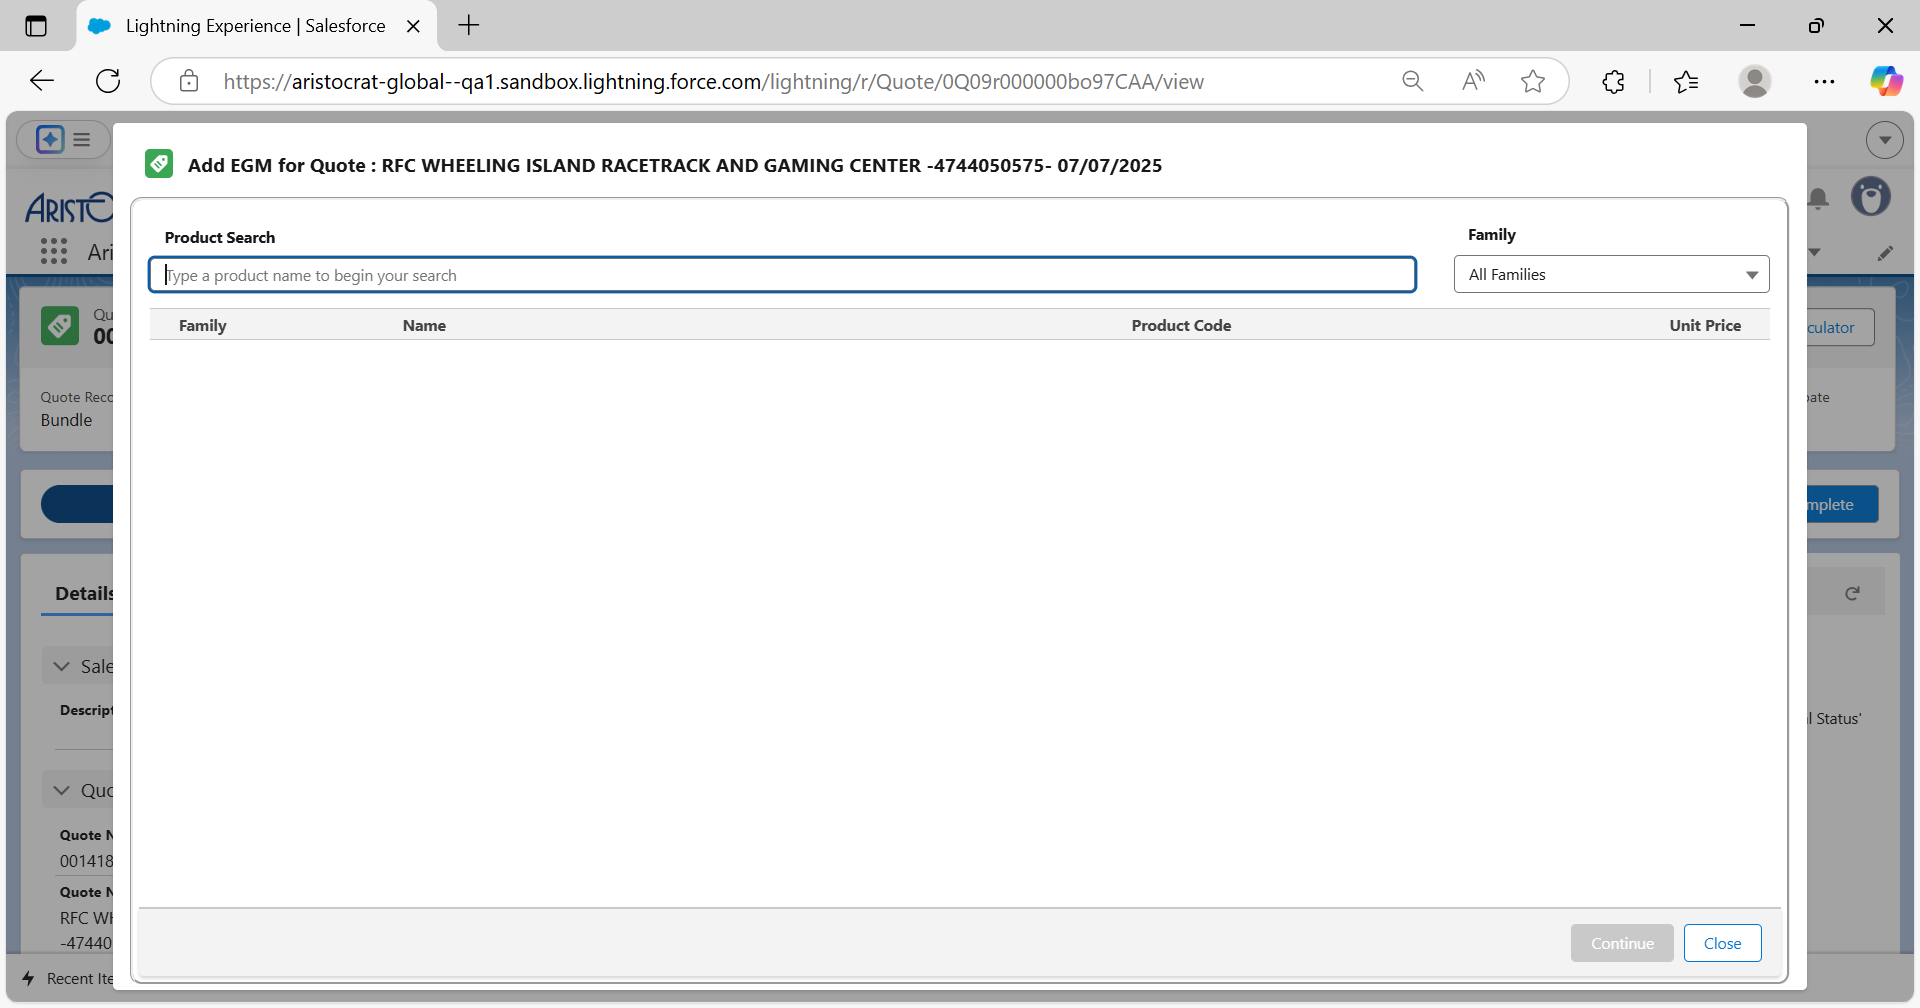 Lightning Experience | Salesforce
https://aristocrat-global--qa1.sandbox.lightning.force.com/lightning/r/Quote/0Q09r000000bo97CAA/view
Add EGM for Quote : RFC WHEELING ISLAND RACETRACK AND GAMING CENTER -4744050575- 07/07/2025
ARISTO
Ari
Product Search
Family
Type a product name to begin your search
All Families
Family Name Product Code Unit Price
Qu
00
culator
Quote Reco
Bundle
ate
mplete
Details
Sale
Descript
l Status'
Quo
Quote N
001418
Quote N
RFC WH
-47440
Continue
Close
Recent Ite